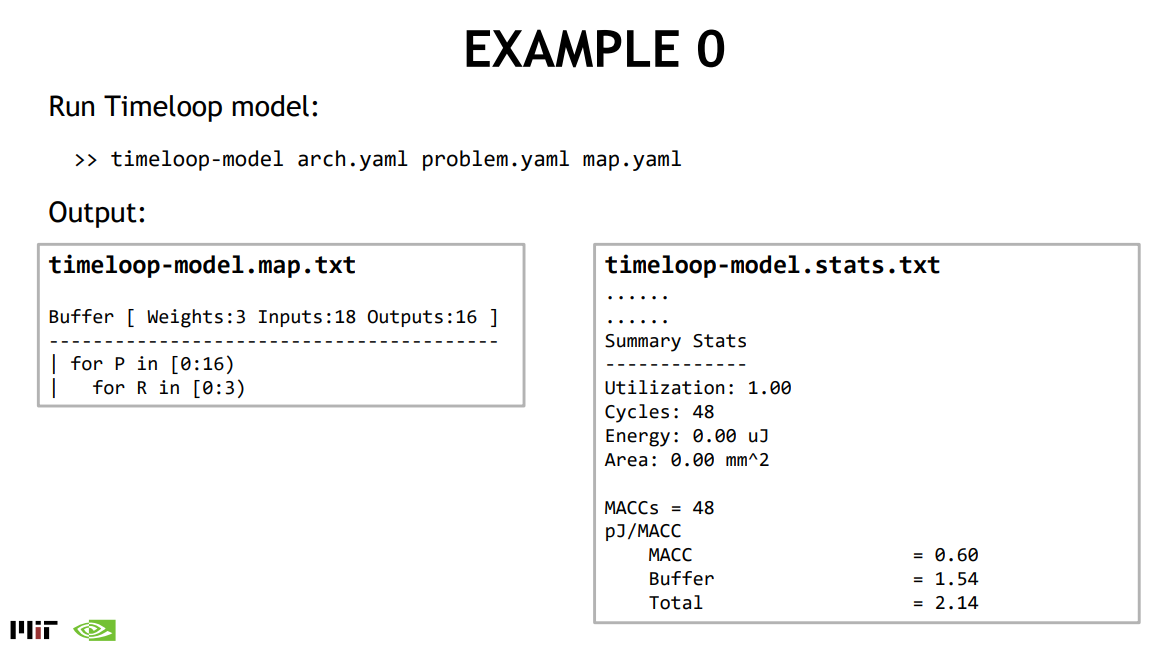 EXAMPLE 0
Run Timeloop model:
>> timeloop-model arch.yaml problem.yaml map.yaml
Output:
timeloop-model.map.txt
Buffer [ Weights:3 Inputs:18 Outputs:16 ]
-----------------------------------------
| for P in [0:16)
|   for R in [0:3)
timeloop-model.stats.txt
......
......
Summary Stats
-------------
Utilization: 1.00
Cycles: 48
Energy: 0.00 uJ
Area: 0.00 mm^2
MACCs = 48
pJ/MACC
    MACC                    = 0.60
    Buffer                  = 1.54
    Total                   = 2.14
MIT